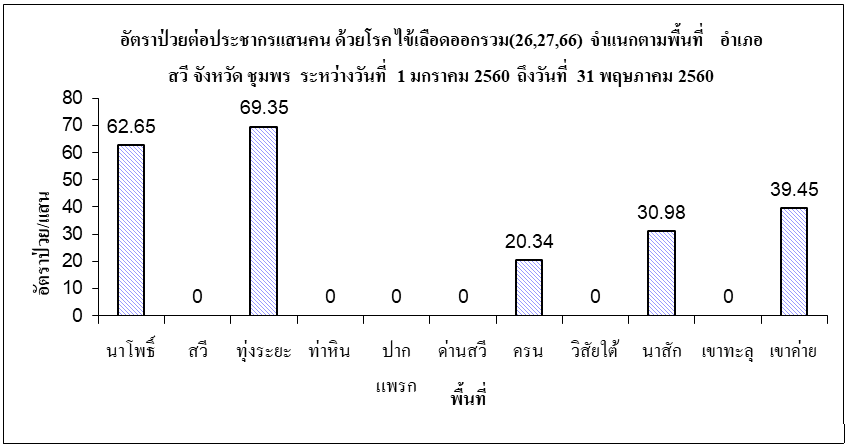 อัตราป่วยต่อประชากรแสนคน ด้วยโรค ไข้เลือดออกรวม(26,27,66) จำแนกตามพื้นที่ อำเภอ
สวี จังหวัด ชุมพร ระหว่างวันที่ 1 มกราคม 2560 ถึงวันที่ 31 พฤษภาคม 2560
อัตราป่วย/แสน
80
70
60
50
40
30
20
10
0
62.65
0
69.35
0
0
0
20.34
0
30.98
0
39.45
นาโพธิ์
สวี
ทุ่งระยะ
ท่าหิน
ปาก
แพรก
ด่านสวี
ครน
วิสัยใต้
นาสัก
เขาทะลุ
เขาค่าย
พื้นที่